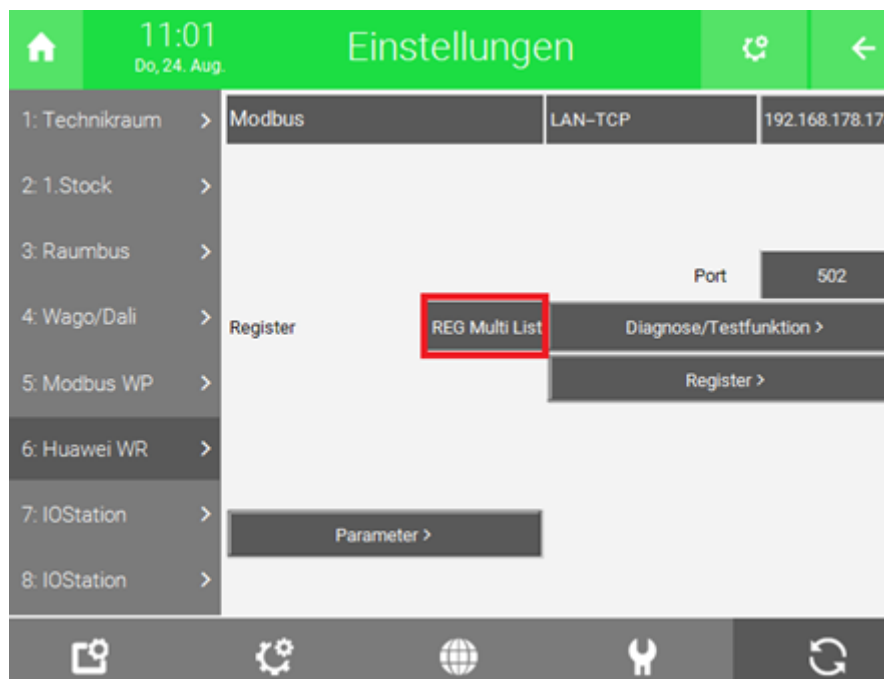 11:01
Do, 24. Aug.
Einstellungen
1: Technikraum
Modbus
LAN-TCP
192.168.178.17
2: 1.Stock
3: Raumbus
Port
502
4: Wago/Dali
Register
REG Multi List
Diagnose/Testfunktion >
5: Modbus WP
Register >
6: Huawei WR
7: IOStation
Parameter >
8: IOStation